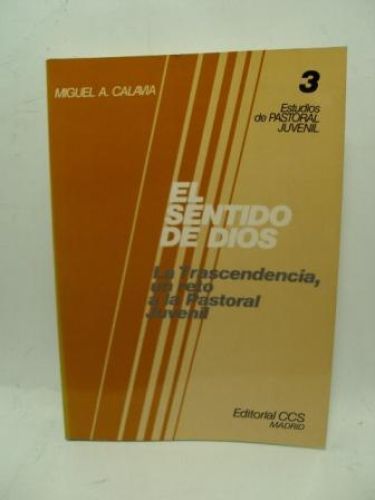 MIGUEL A. CALAVIA
3
Estudios
de PASTORAL
JUVENIL
EL
SENTIDO
DE DIOS
La Trascendencia,
un reto
a la Pastoral
Juvenil
Editorial CCS
MADRID